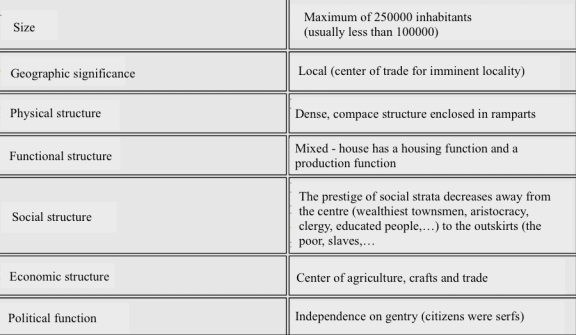 Size
Maximum of 250000 inhabitants
(usually less than 100000)
Geographic significance
Local (center of trade for imminent locality)
Physical structure
Dense, compace structure enclosed in ramparts
Functional structure
Mixed - house has a housing function and a
production function
Social structure
The prestige of social strata decreases away from
the centre (wealthiest townsmen, aristocracy,
clergy, educated people,...) to the outskirts (the
poor, slaves,...
Economic structure
Center of agriculture, crafts and trade
Political function
Independence on gentry (citizens were serfs)